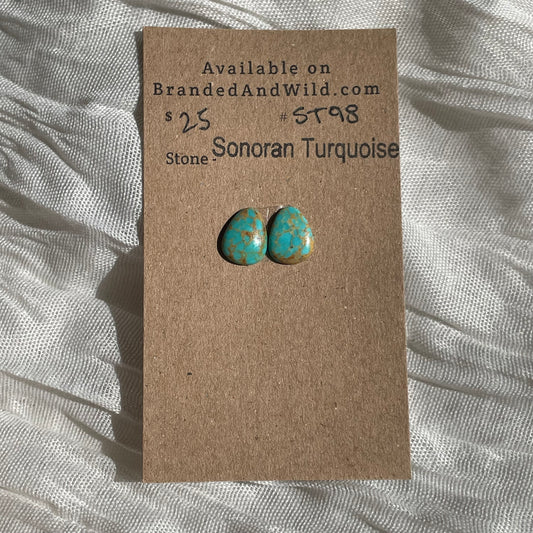 Available on
BrandedAndWild.com
$ 25 # ST98
Stone - Sonoran Turquoise